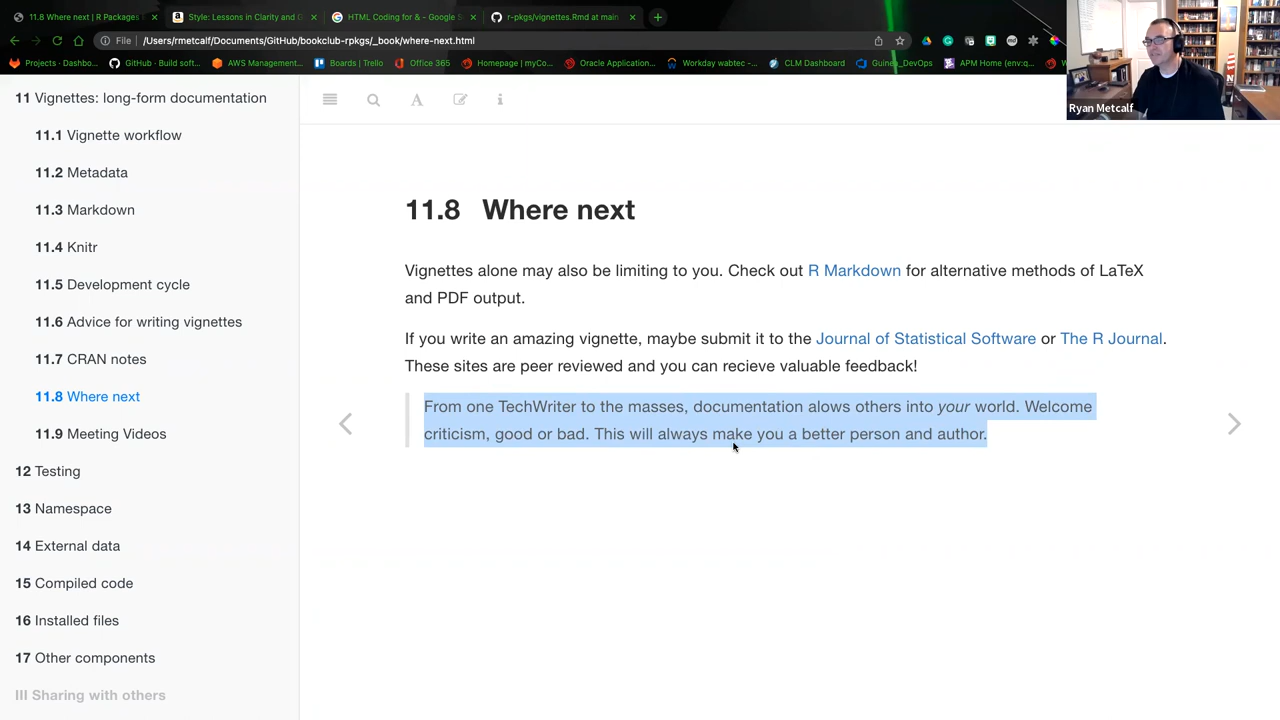 11.8 Where next | R Packages
Style: Lessons in Clarity and
HTML Coding for & - Google S
r-pkgs/vignettes.Rmd at main
File | /Users/rmetcalf/Documents/GitHub/bookclub-rpkgs/_book/where-next.html
Projects · Dashbo...
GitHub · Build soft...
AWS Management...
Boards | Trello
Office 365
Homepage | myCo...
Oracle Application...
Workday wabtec -...
CLM Dashboard
Guinea_DevOps
APM Home (env:q...
Ryan Metcalf
11 Vignettes: long-form documentation
11.1 Vignette workflow
11.2 Metadata
11.3 Markdown
11.4 Knitr
11.5 Development cycle
11.6 Advice for writing vignettes
11.7 CRAN notes
11.8 Where next
11.9 Meeting Videos
12 Testing
13 Namespace
14 External data
15 Compiled code
16 Installed files
17 Other components
III Sharing with others
11.8 Where next
Vignettes alone may also be limiting to you. Check out R Markdown for alternative methods of LaTeX
and PDF output.
If you write an amazing vignette, maybe submit it to the Journal of Statistical Software or The R Journal.
These sites are peer reviewed and you can recieve valuable feedback!
From one TechWriter to the masses, documentation alows others into your world. Welcome
criticism, good or bad. This will always make you a better person and author.